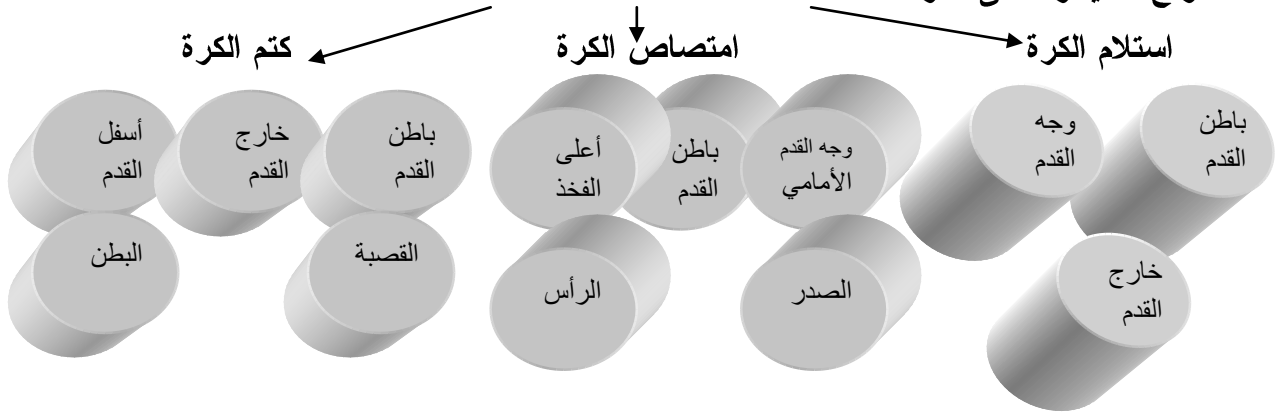 استلام الكرة
امتصاص الكرة
كتم الكرة
باطن
القدم
وجه
القدم
خارج
القدم
وجه القدم
الأمامي
باطن
القدم
أعلى
الفخذ
الصدر
الرأس
باطن
القدم
خارج
القدم
أسفل
القدم
القصبة
البطن